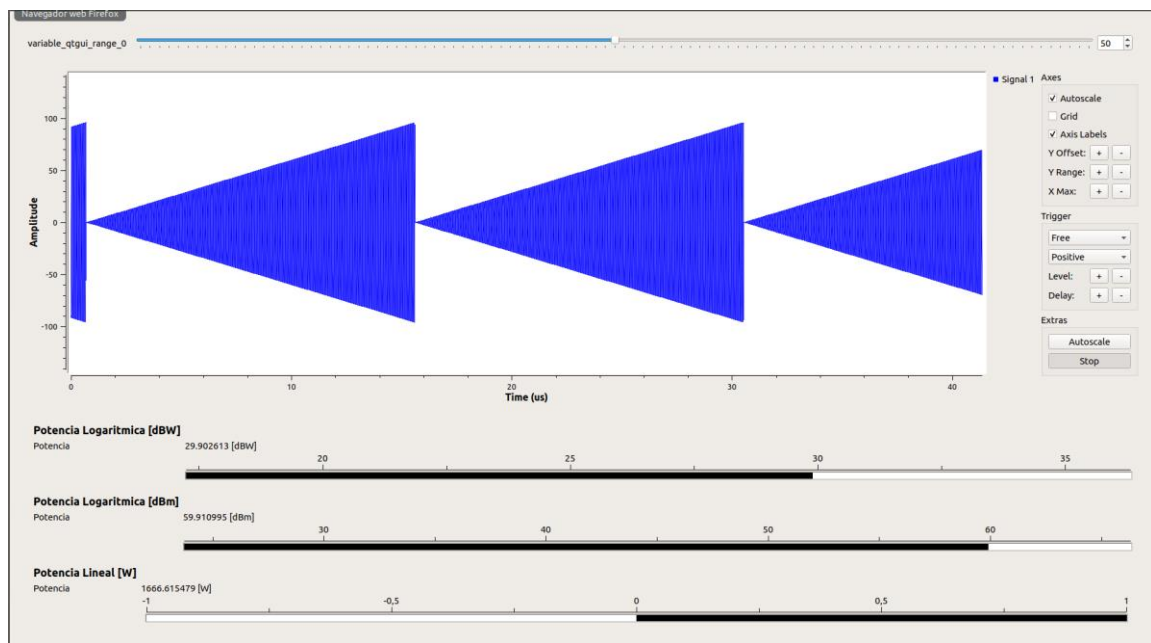 Navegador web Firefox
variable_qtgui_range_0
50
Signal 1
Axes
Autoscale
Grid
Axis Labels
Y Offset: + -
Y Range: + -
X Max: + -
Trigger
Free
Positive
Level: + -
Delay: + -
Extras
Autoscale
Stop
Amplitude
100
50
0
-50
-100
0 10 20 30 40
Time (us)
Potencia Logaritmica [dBW]
Potencia 29.902613 [dBW]
20 25 30 35
Potencia Logaritmica [dBm]
Potencia 59.910995 [dBm]
30 40 50 60
Potencia Lineal [W]
Potencia 1666.615479 [W]
-1 -0,5 0 0,5 1